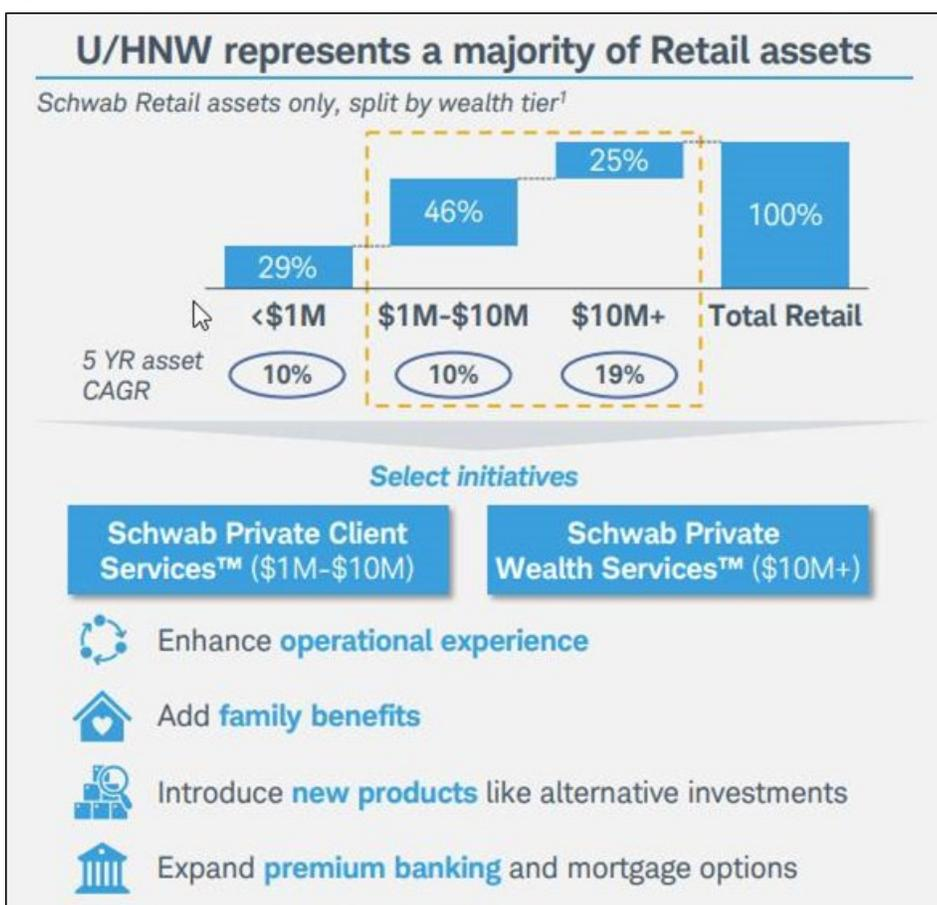 U/HNW represents a majority of Retail assets
Schwab Retail assets only, split by wealth tier¹
25%
46%
100%
29%
<$1M $1M-$10M $10M+ Total Retail
5 YR asset
CAGR
10% 10% 19%
Select initiatives
Schwab Private Client
Services™ ($1M-$10M)
Schwab Private
Wealth Services™ ($10M+)
Enhance operational experience
Add family benefits
Introduce new products like alternative investments
Expand premium banking and mortgage options